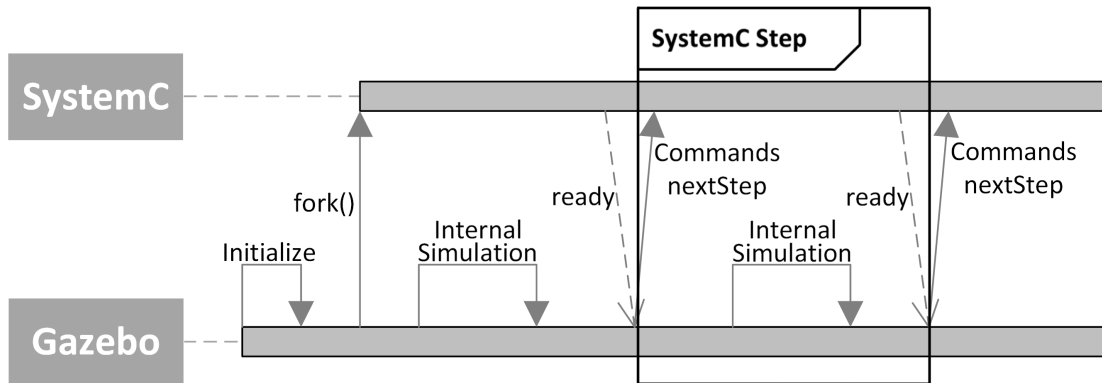 SystemC Step
SystemC
Commands
nextStep
Commands
nextStep
ready
ready
fork()
Internal
Simulation
Internal
Simulation
Initialize
Gazebo